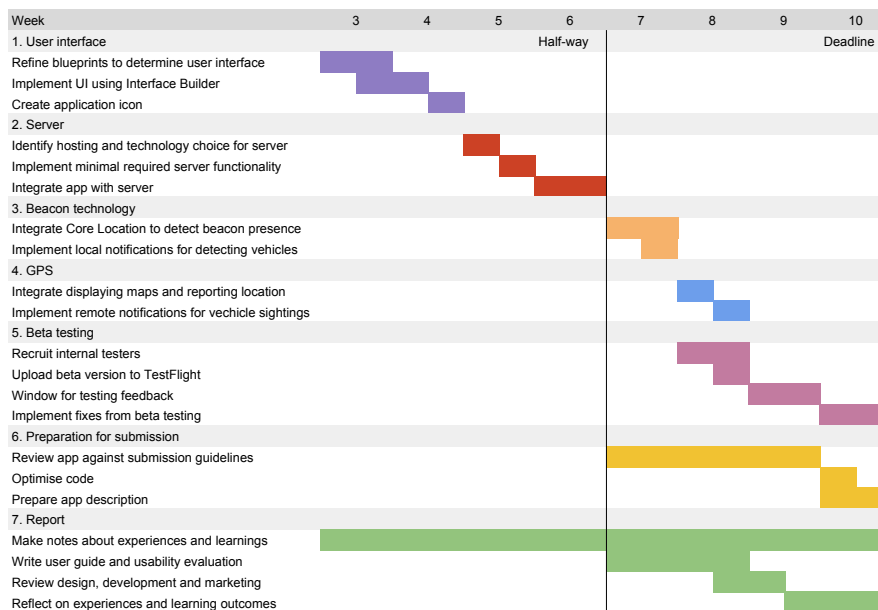 Week 3 4 5 6 7 8 9 10
1. User interface Half-way Deadline
Refine blueprints to determine user interface
Implement UI using Interface Builder
Create application icon
2. Server
Identify hosting and technology choice for server
Implement minimal required server functionality
Integrate app with server
3. Beacon technology
Integrate Core Location to detect beacon presence
Implement local notifications for detecting vehicles
4. GPS
Integrate displaying maps and reporting location
Implement remote notifications for vechicle sightings
5. Beta testing
Recruit internal testers
Upload beta version to TestFlight
Window for testing feedback
Implement fixes from beta testing
6. Preparation for submission
Review app against submission guidelines
Optimise code
Prepare app description
7. Report
Make notes about experiences and learnings
Write user guide and usability evaluation
Review design, development and marketing
Reflect on experiences and learning outcomes